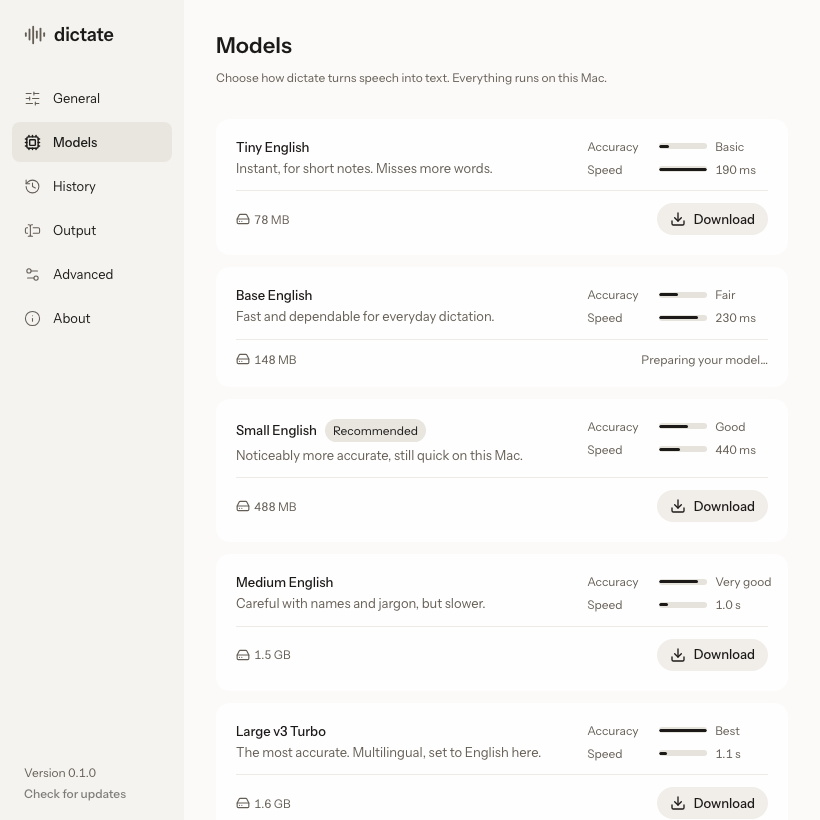 dictate
General
Models
History
Output
Advanced
About
Version 0.1.0
Check for updates
Models
Choose how dictate turns speech into text. Everything runs on this Mac.
Tiny English
Instant, for short notes. Misses more words.
Accuracy Basic
Speed 190 ms
78 MB
Download
Base English
Fast and dependable for everyday dictation.
Accuracy Fair
Speed 230 ms
148 MB
Preparing your model...
Small English Recommended
Noticeably more accurate, still quick on this Mac.
Accuracy Good
Speed 440 ms
488 MB
Download
Medium English
Careful with names and jargon, but slower.
Accuracy Very good
Speed 1.0 s
1.5 GB
Download
Large v3 Turbo
The most accurate. Multilingual, set to English here.
Accuracy Best
Speed 1.1 s
1.6 GB
Download